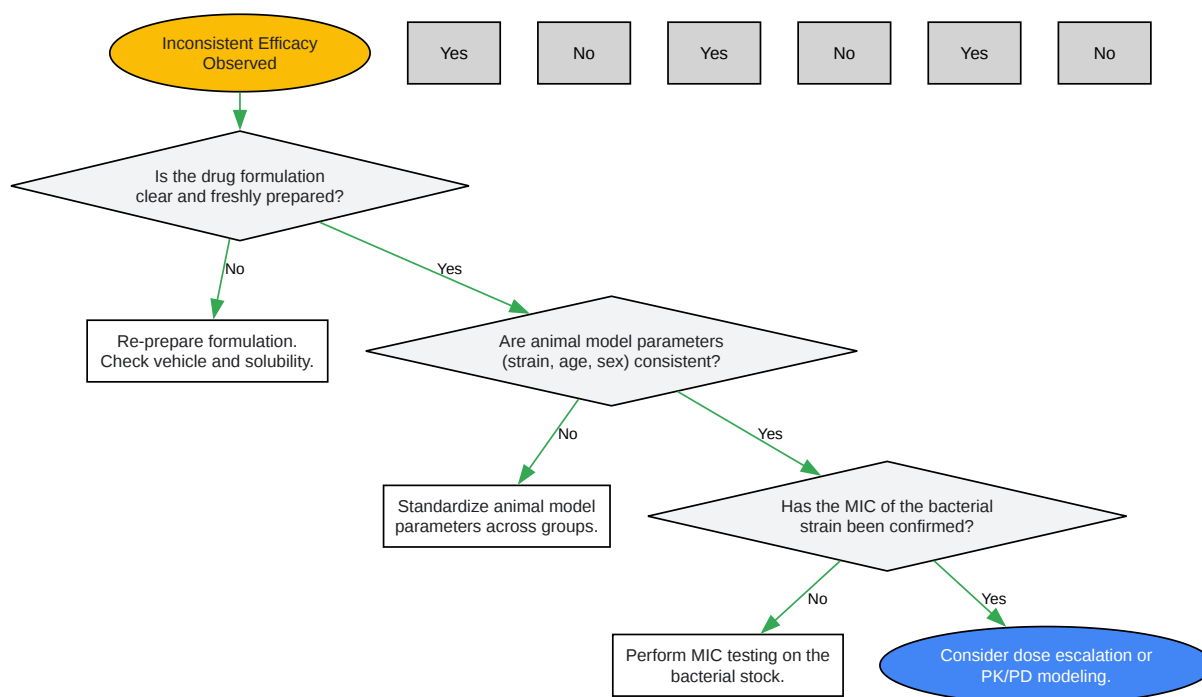 Inconsistent Efficacy
Observed
Yes
No
Yes
No
Yes
No
Is the drug formulation
clear and freshly prepared?
No
Yes
Re-prepare formulation.
Check vehicle and solubility.
Are animal model parameters
(strain, age, sex) consistent?
No
Yes
Standardize animal model
parameters across groups.
Has the MIC of the bacterial
strain been confirmed?
No
Yes
Perform MIC testing on the
bacterial stock.
Consider dose escalation or
PK/PD modeling.